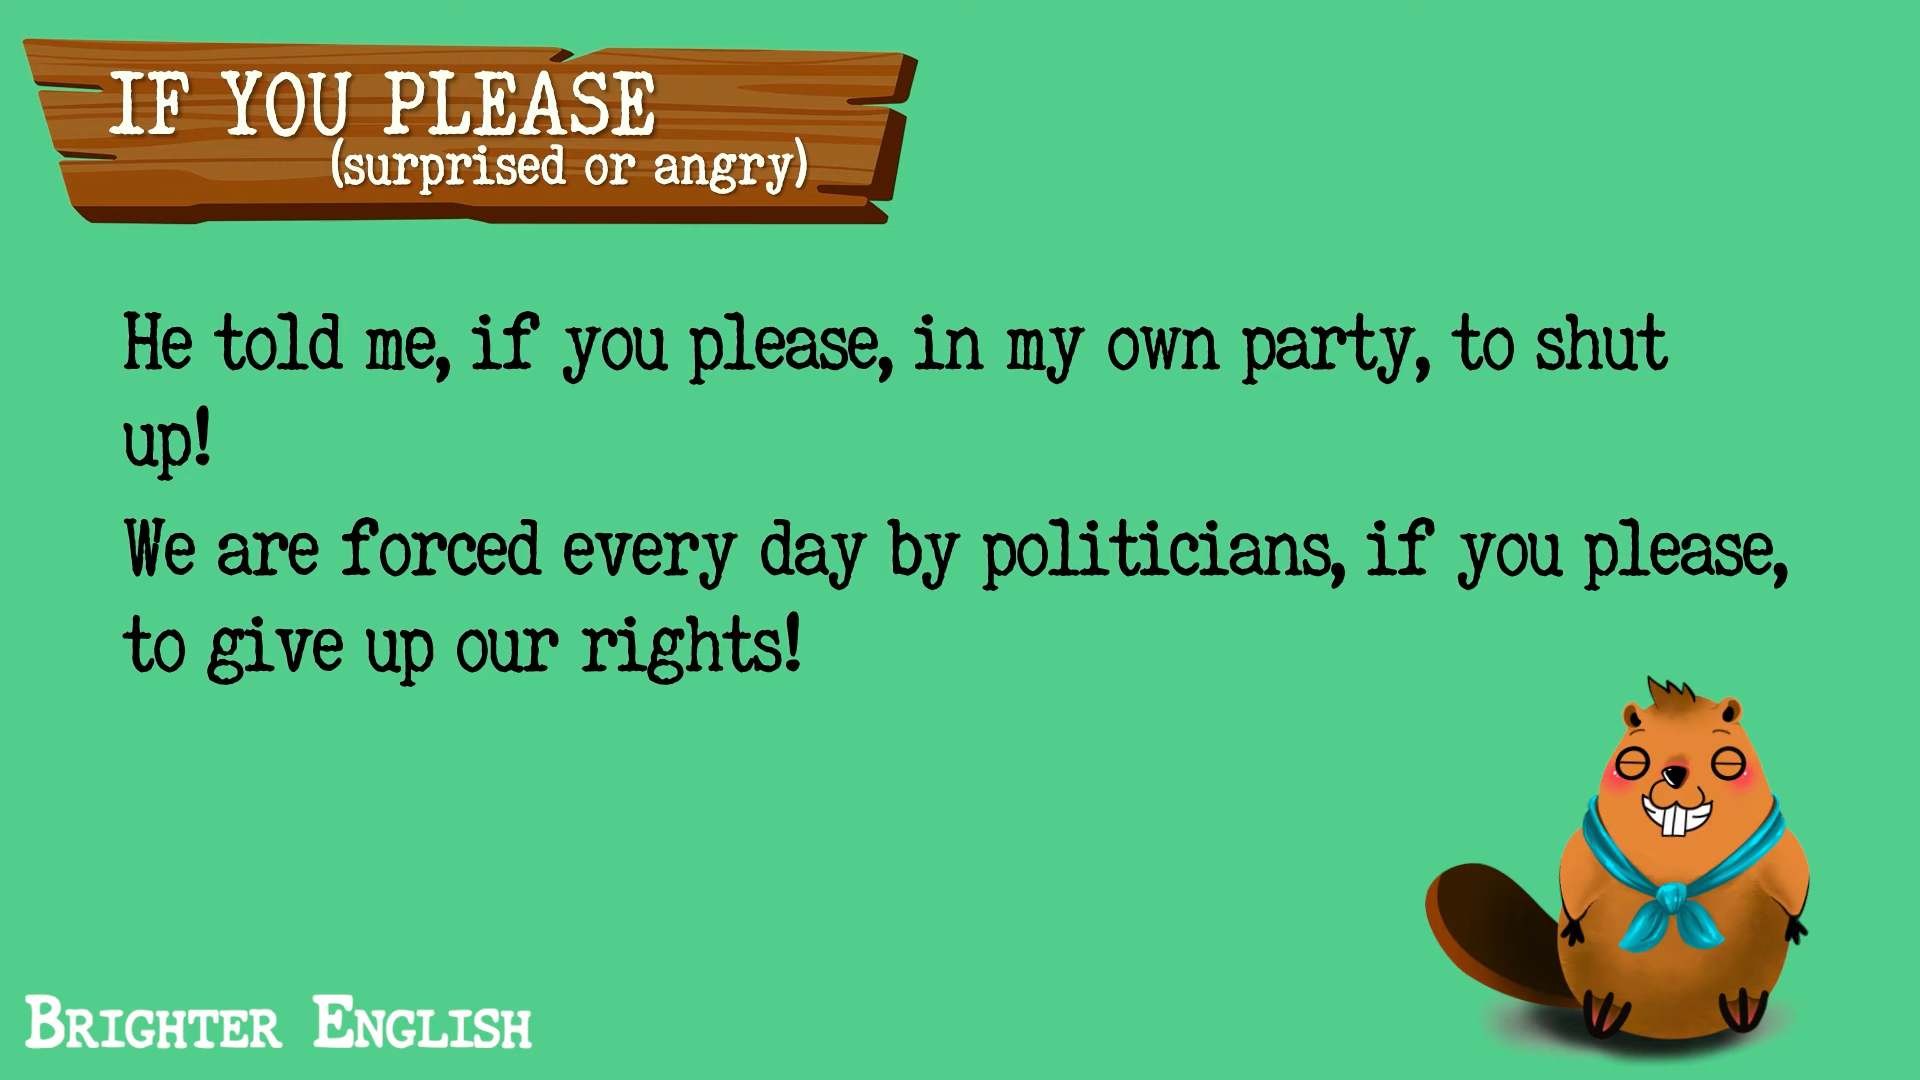 IF YOU PLEASE
(surprised or angry)
He told me, if you please, in my own party, to shut
up!
We are forced every day by politicians, if you please,
to give up our rights!
BRIGHTER ENGLISH